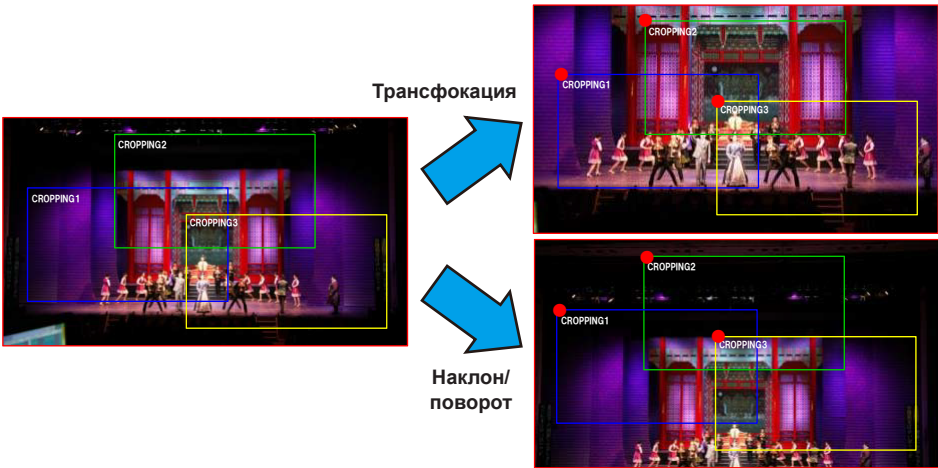 CROPPING2
CROPPING1
CROPPING3
Трансфокация
CROPPING2
CROPPING1
CROPPING3
Наклон/
поворот
CROPPING2
CROPPING1
CROPPING3